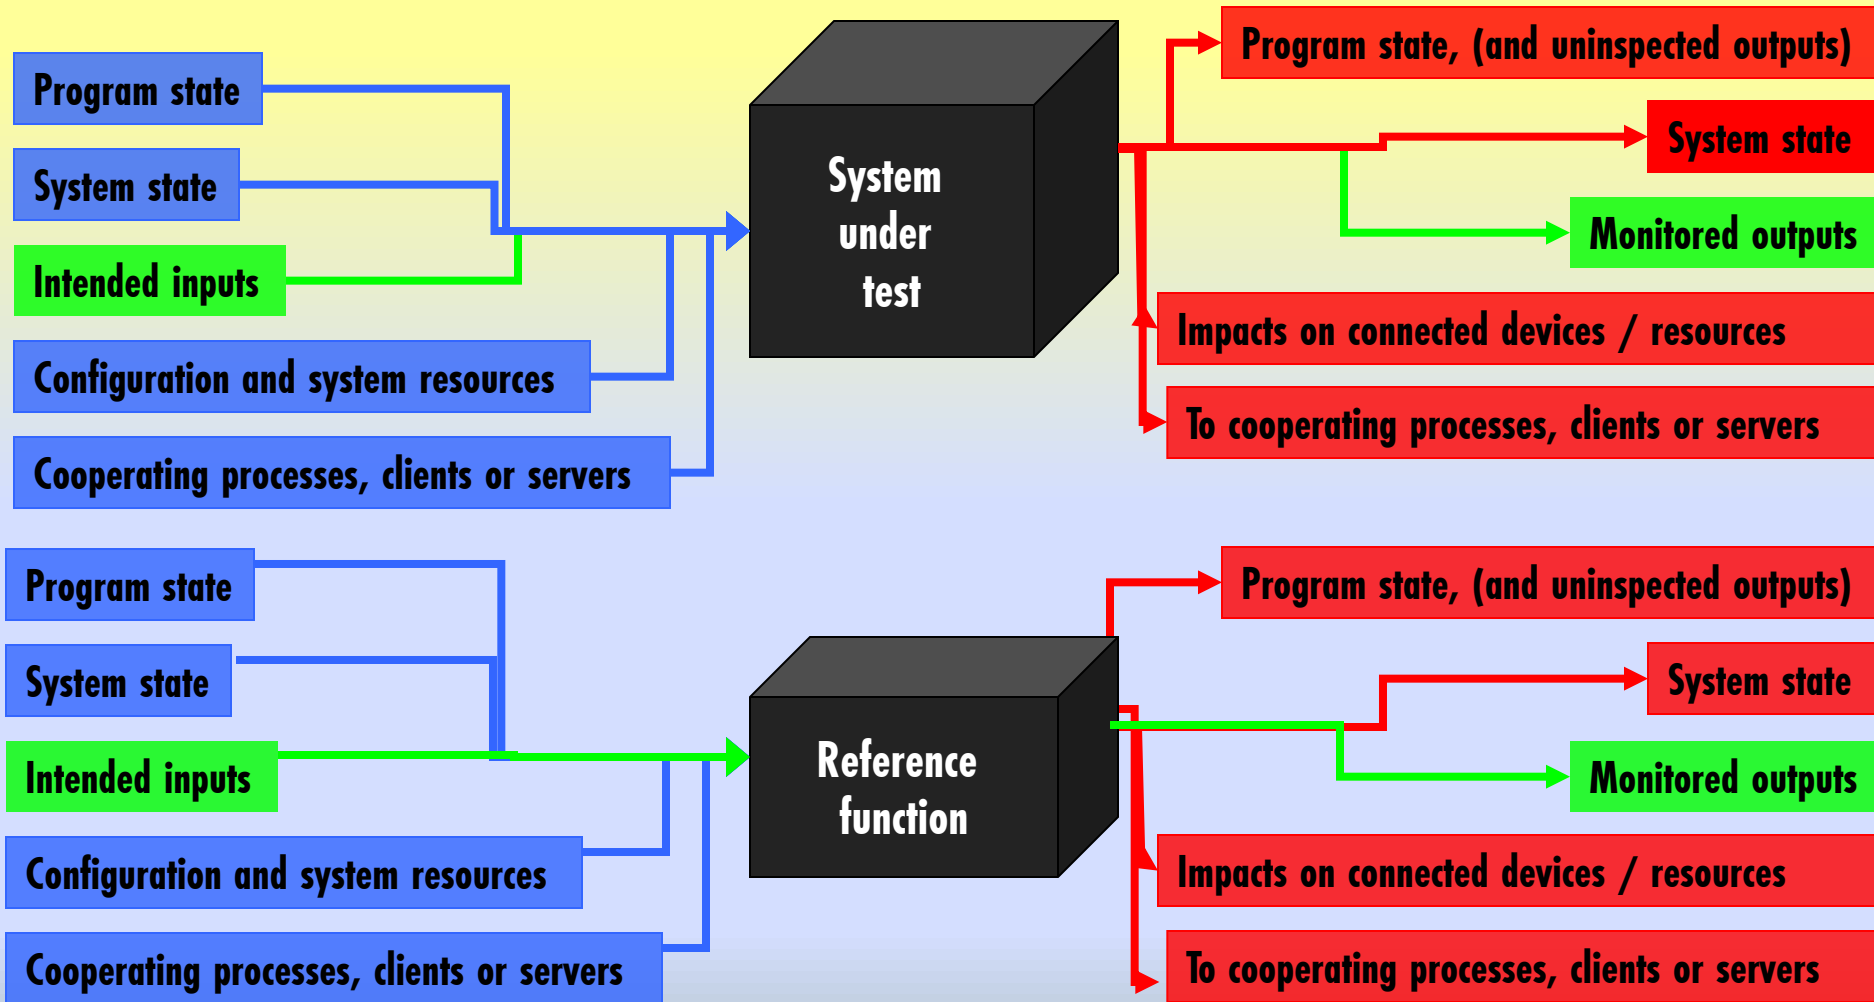 Program state
System state
Intended inputs
Configuration and system resources
Cooperating processes, clients or servers
System
under
test
Program state, (and uninspected outputs)
System state
Monitored outputs
Impacts on connected devices / resources
To cooperating processes, clients or servers
Program state
System state
Intended inputs
Configuration and system resources
Cooperating processes, clients or servers
Reference
function
Program state, (and uninspected outputs)
System state
Monitored outputs
Impacts on connected devices / resources
To cooperating processes, clients or servers